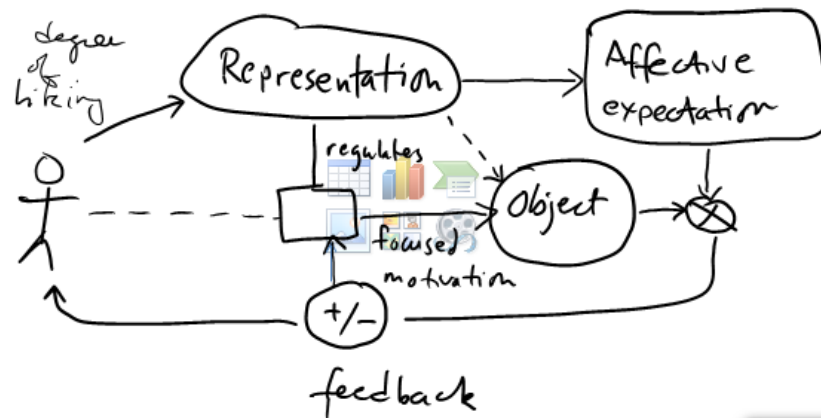 degree
of
liking
Representation
Affective
expectation
regulates
Object
focused
motivation
+/-
feedback